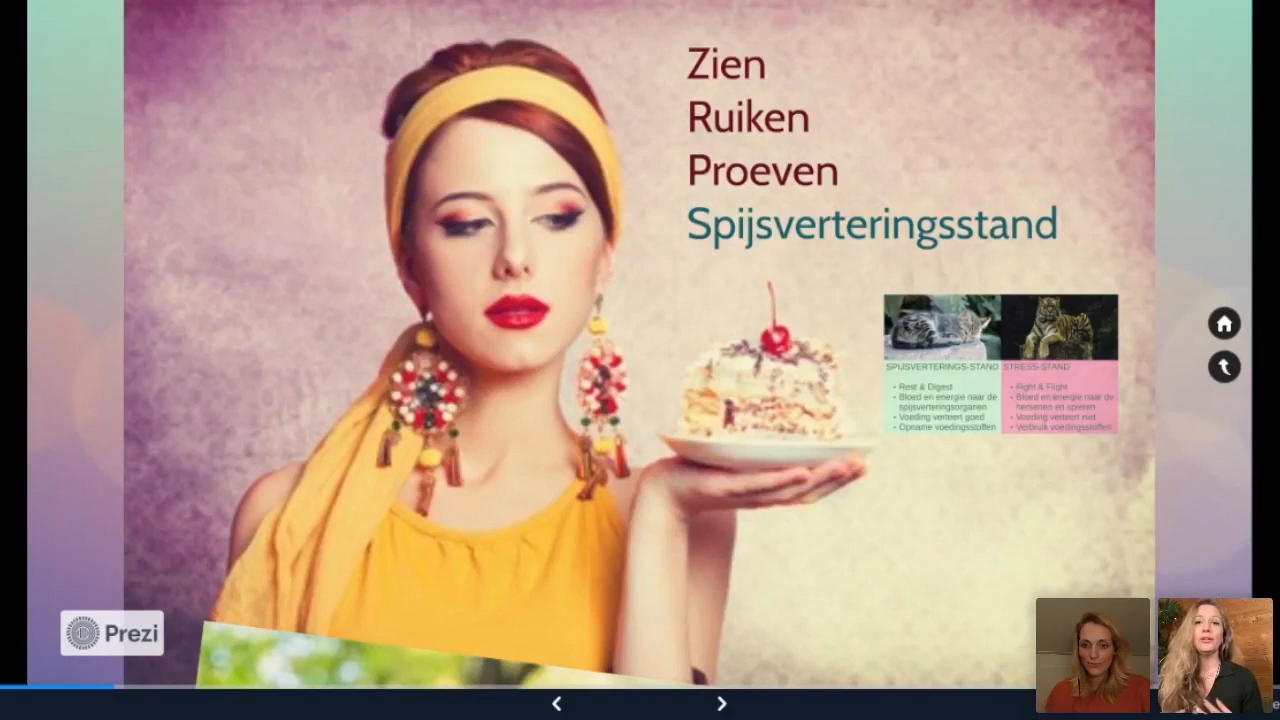 Zien
Ruiken
Proeven
Spijsverteringsstand
SPIJSVERTERINGS-STAND
• Rest & Digest
• Bloed en energie naar de
spijsverteringsorganen
• Voeding verteert goed
• Opname voedingsstoffen
STRESS-STAND
• Fight & Flight
• Bloed en energie naar de
hersenen en spieren
• Voeding verteert niet
• Verbruik voedingsstoffen
Prezi